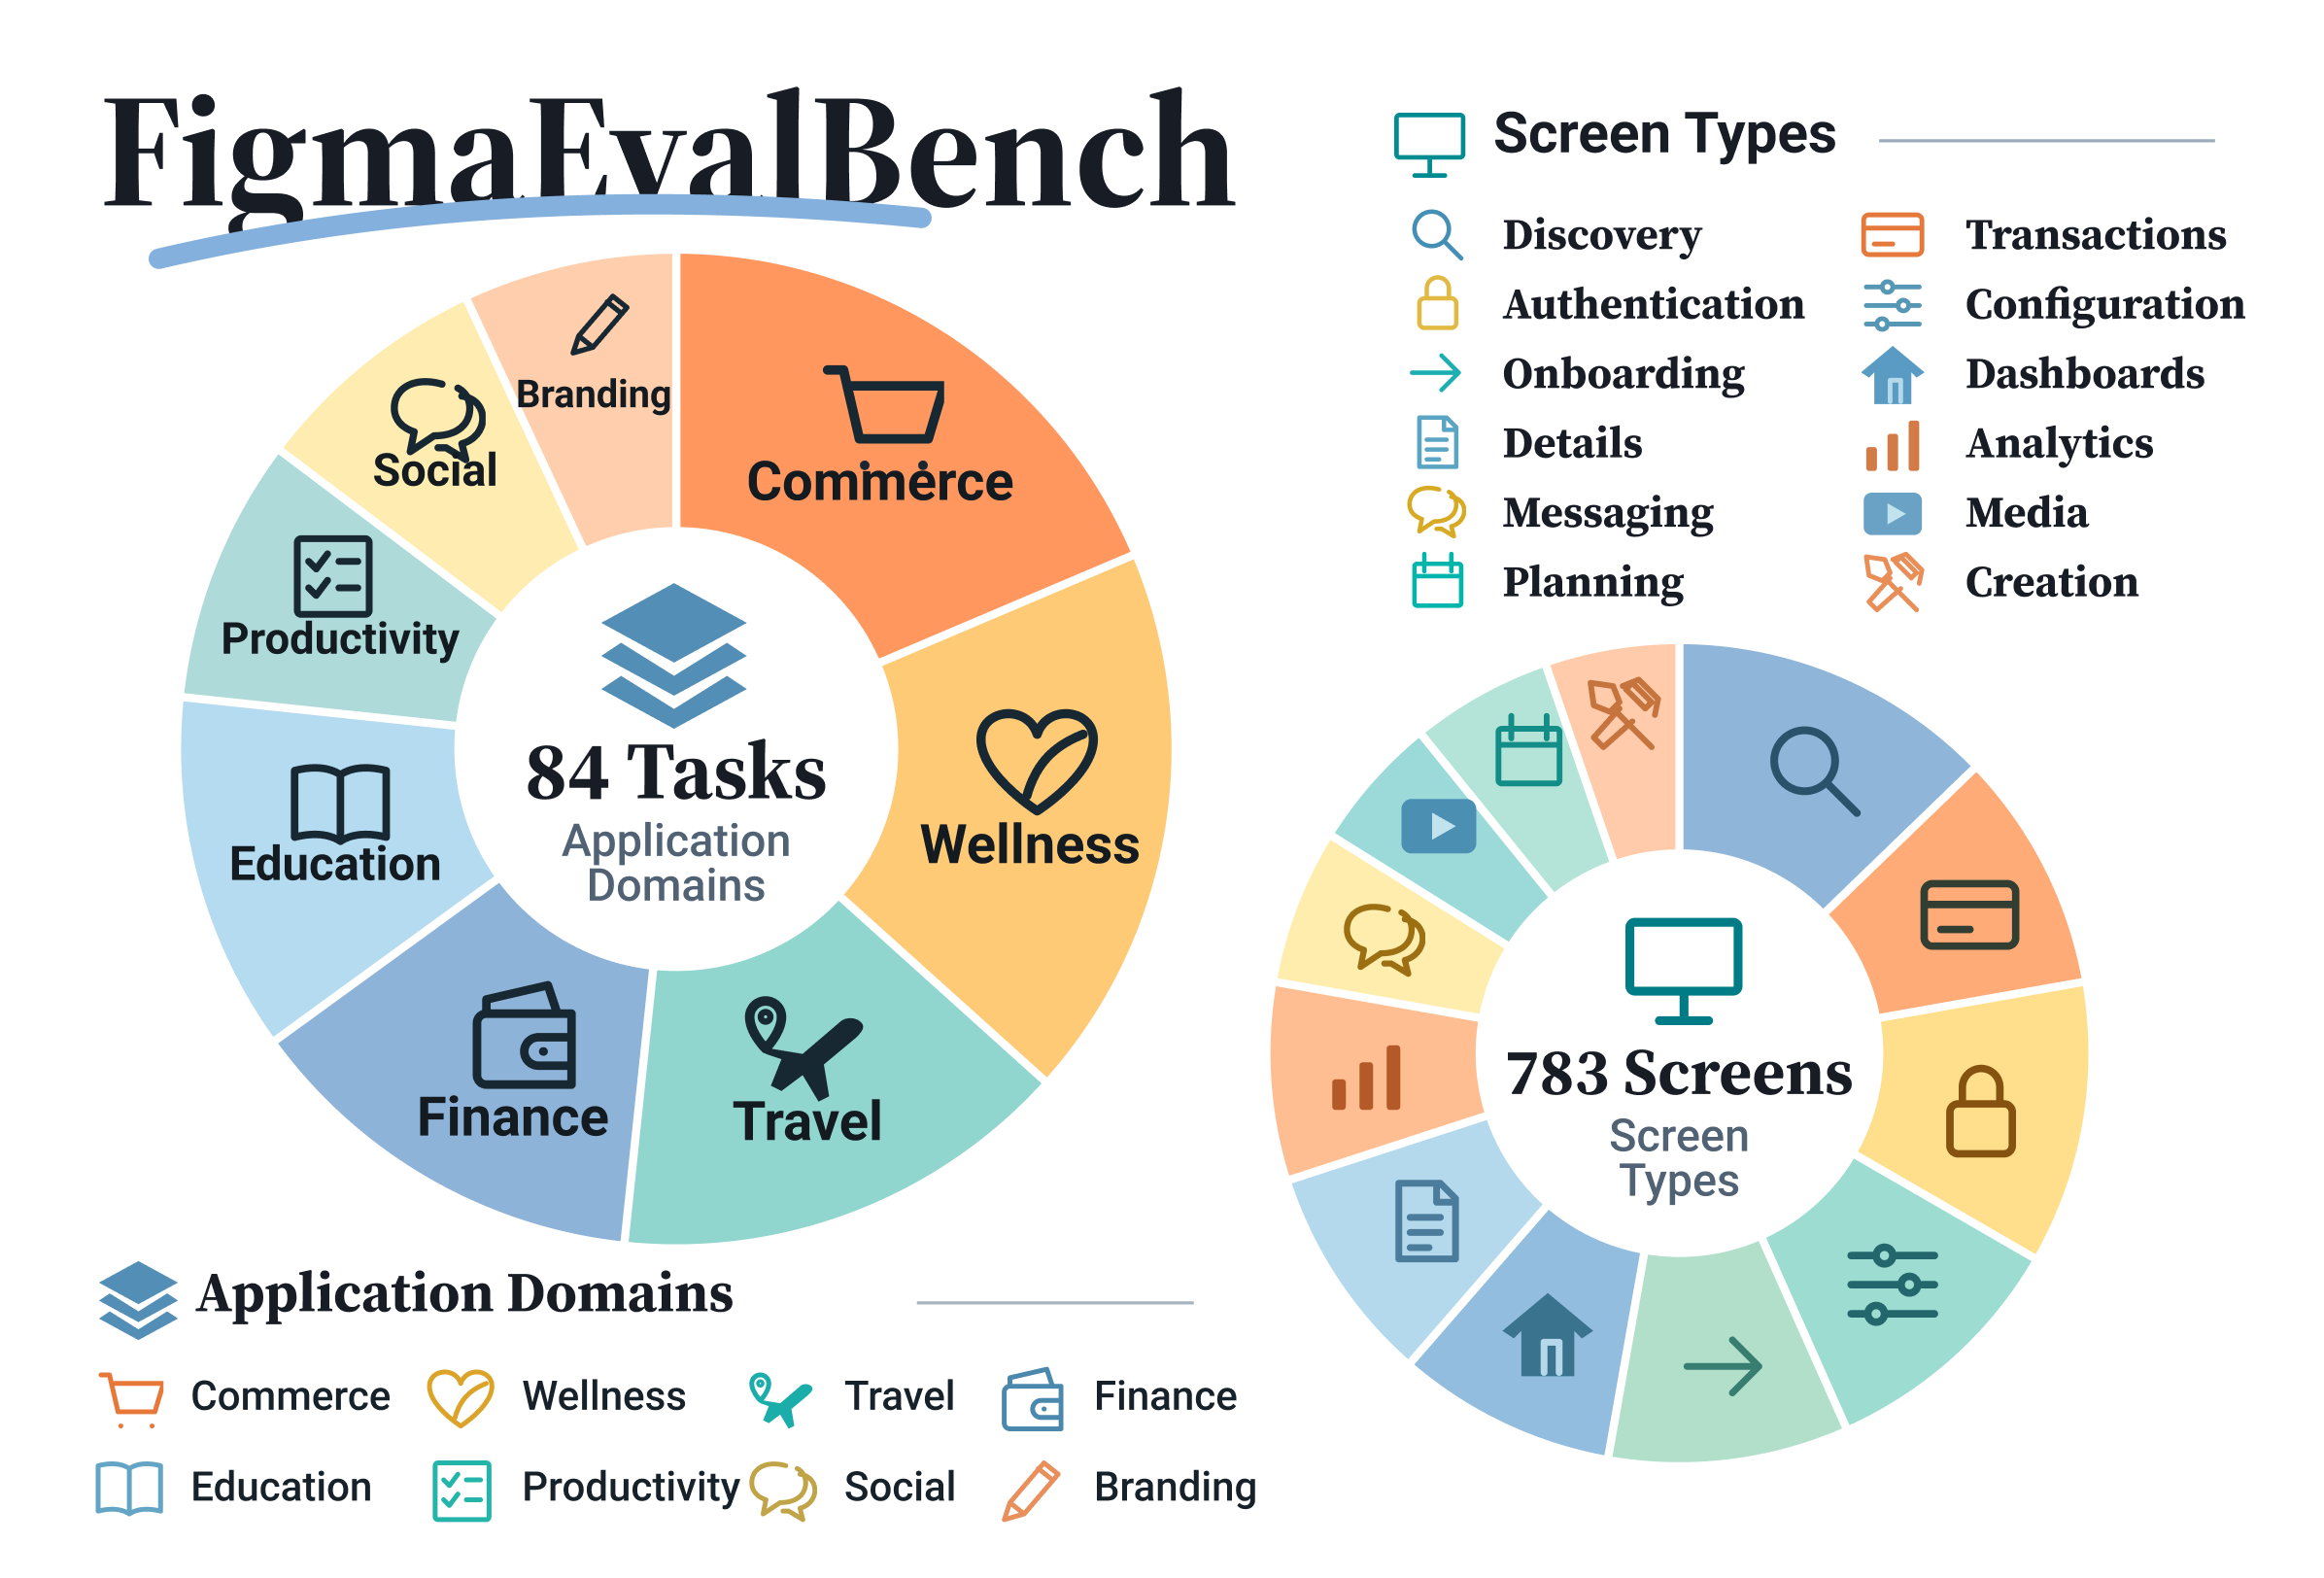 FigmaEvalBench
Branding
Social
Commerce
Productivity
Wellness
Education
84 Tasks
Application
Domains
Finance
Travel
Application Domains
Commerce
Wellness
Travel
Finance
Education
Productivity
Social
Branding
Screen Types
Discovery
Transactions
Authentication
Configuration
Onboarding
Dashboards
Details
Analytics
Messaging
Media
Planning
Creation
783 Screens
Screen
Types